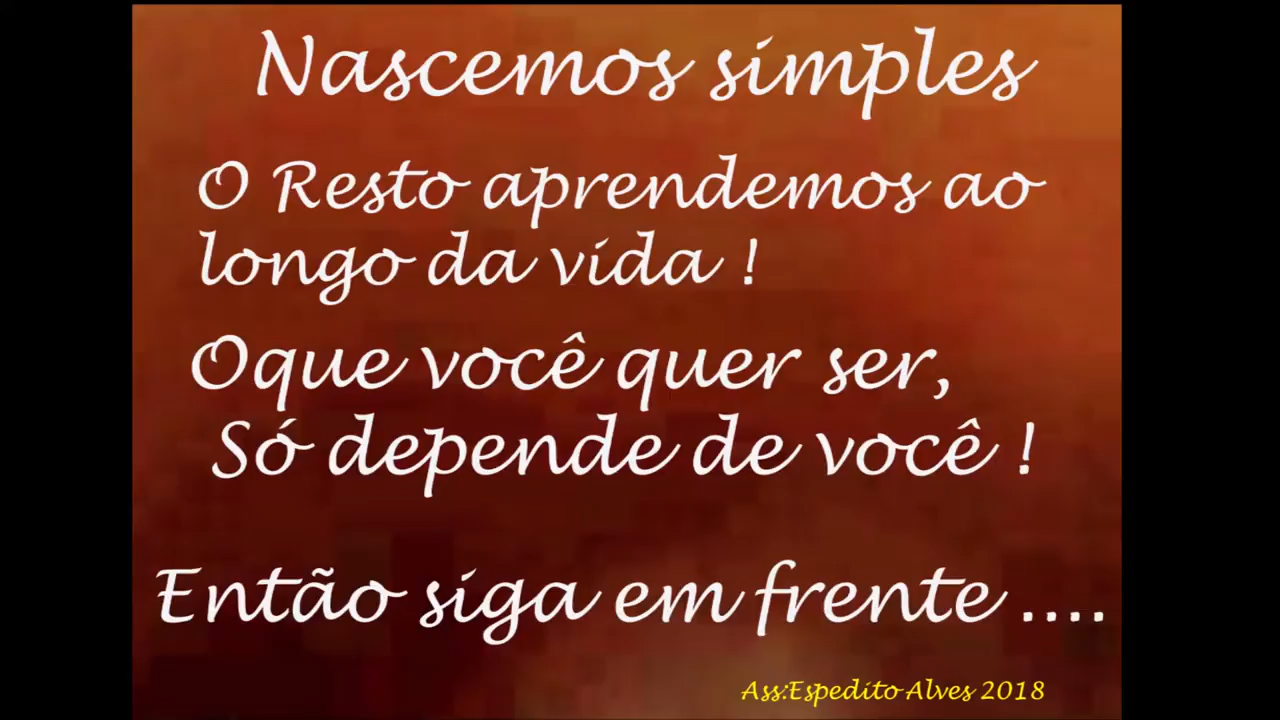 Nascemos simples
O Resto aprendemos ao
longo da vida !
Oque você quer ser,
Só depende de você !
Então siga em frente ....
Ass:Espedito Alves 2018